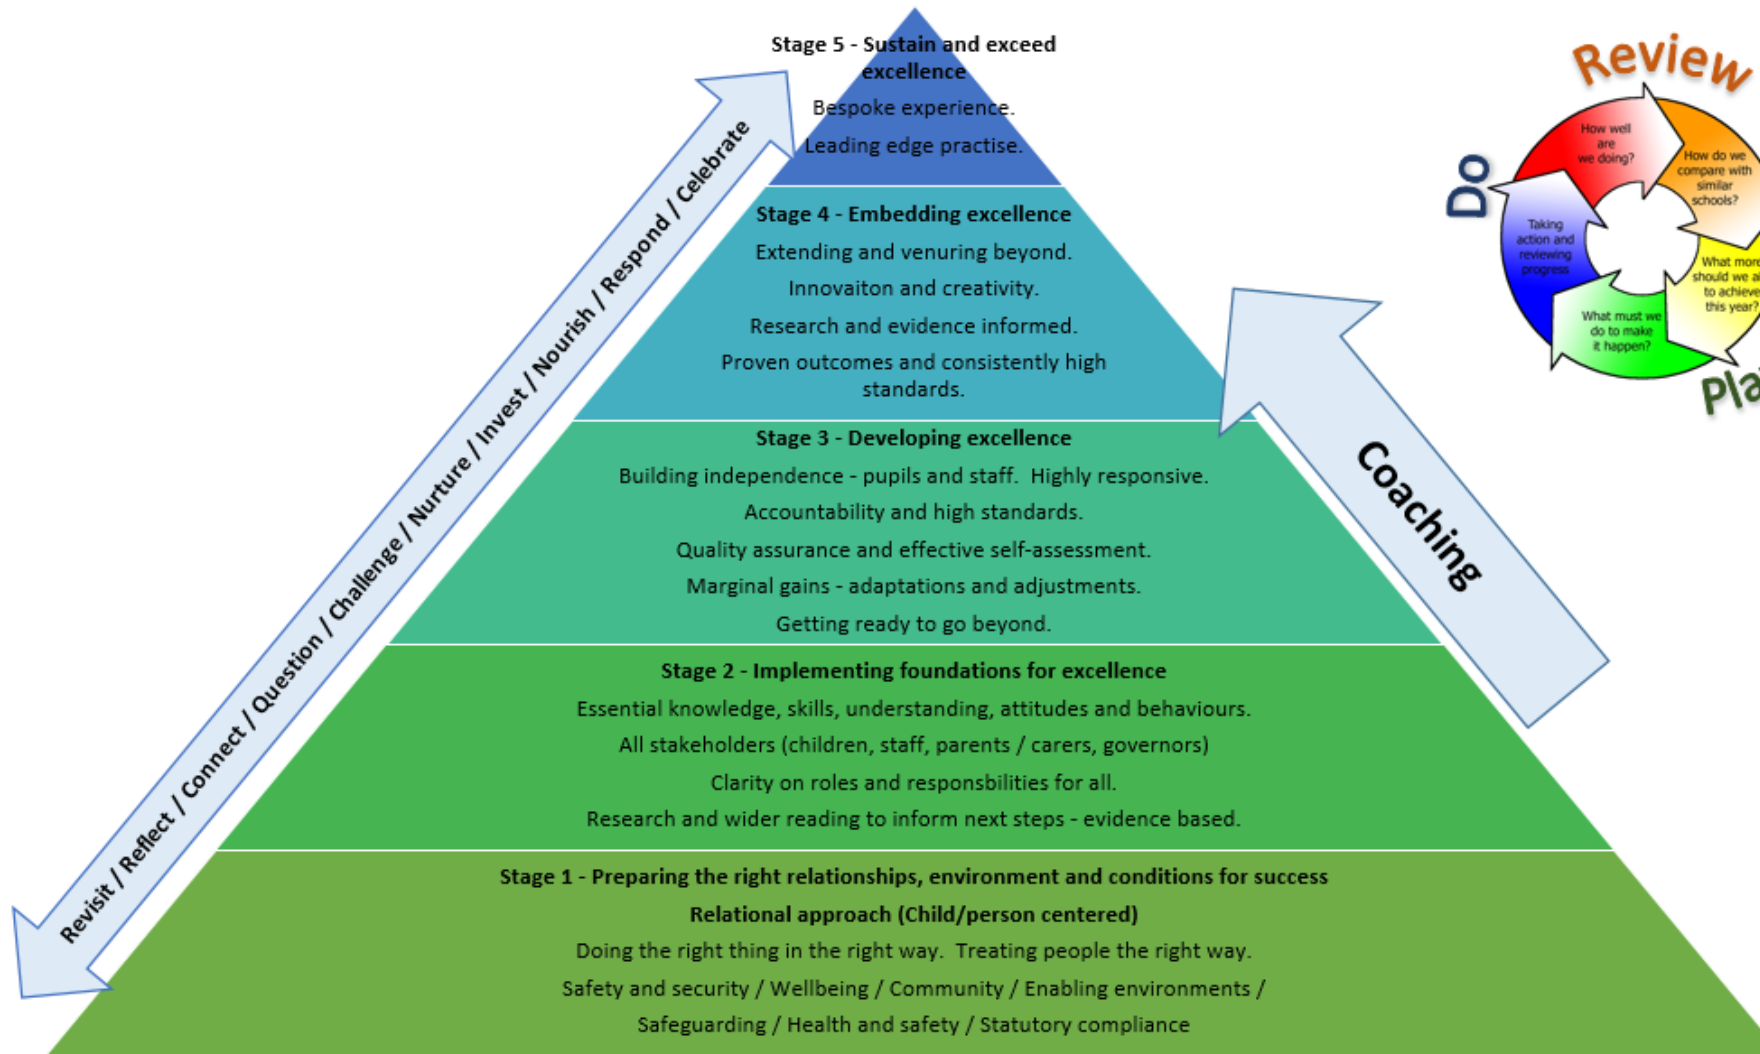 Stage 5 - Sustain and exceed
excellence
Bespoke experience.
Leading edge practise.
Stage 4 - Embedding excellence
Extending and venuring beyond.
Innovaiton and creativity.
Research and evidence informed.
Proven outcomes and consistently high
standards.
Stage 3 - Developing excellence
Building independence - pupils and staff.  Highly responsive.
Accountability and high standards.
Quality assurance and effective self-assessment.
Marginal gains - adaptations and adjustments.
Getting ready to go beyond.
Stage 2 - Implementing foundations for excellence
Essential knowledge, skills, understanding, attitudes and behaviours.
All stakeholders (children, staff, parents / carers, governors)
Clarity on roles and responsbilities for all.
Research and wider reading to inform next steps - evidence based.
Stage 1 - Preparing the right relationships, environment and conditions for success
Relational approach (Child/person centered)
Doing the right thing in the right way.  Treating people the right way.
Safety and security / Wellbeing / Community / Enabling environments /
Safeguarding / Health and safety / Statutory compliance
Revisit / Reflect / Connect / Question / Challenge / Nurture / Invest / Nourish / Respond / Celebrate
Coaching
Review
Do
How well
are
we doing?
How do we
compare with
similar
schools?
What more
should we
to achieve
this year?
What must we
do to make
it happen?
Taking
action and
reviewing
progress